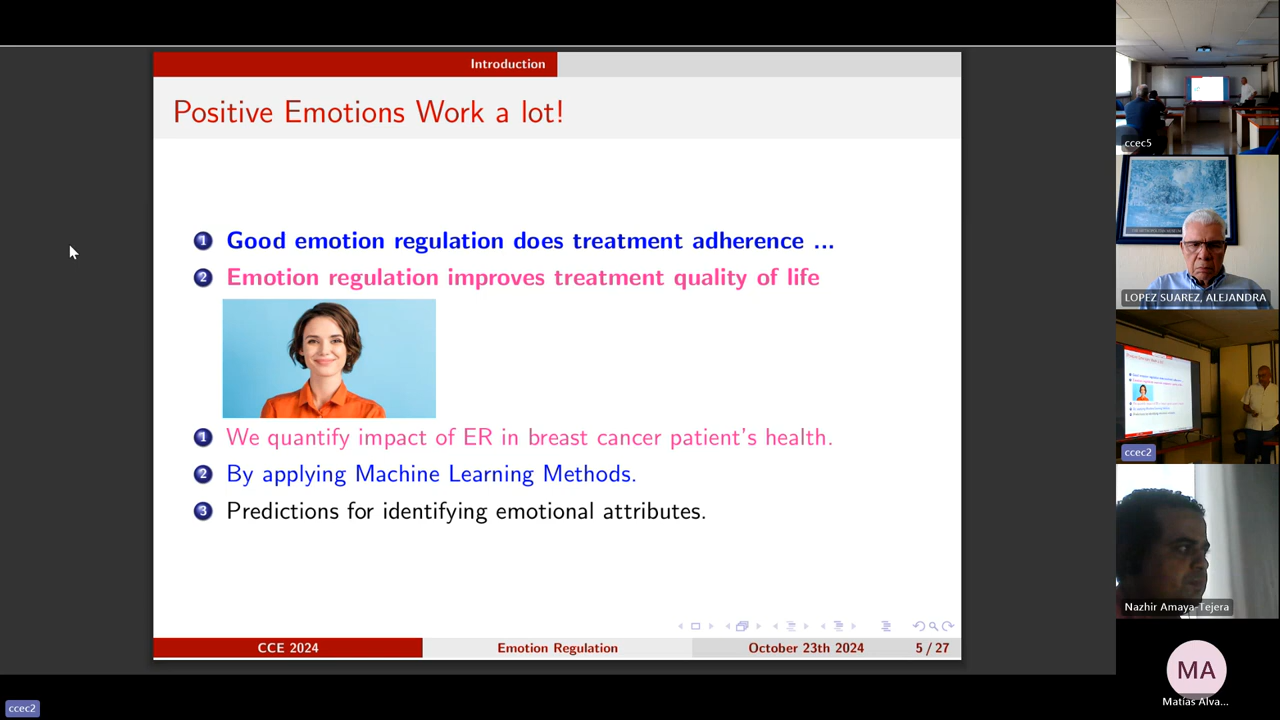 Introduction
Positive Emotions Work a lot!
1 Good emotion regulation does treatment adherence ...
2 Emotion regulation improves treatment quality of life
1 We quantify impact of ER in breast cancer patient's health.
2 By applying Machine Learning Methods.
3 Predictions for identifying emotional attributes.
CCE 2024 Emotion Regulation October 23th 2024 5 / 27
ccec2
ccec5
LOPEZ SUAREZ, ALEJANDRA
ccec2
Nazhir Amaya-Tejera
MA
Matías Alva...